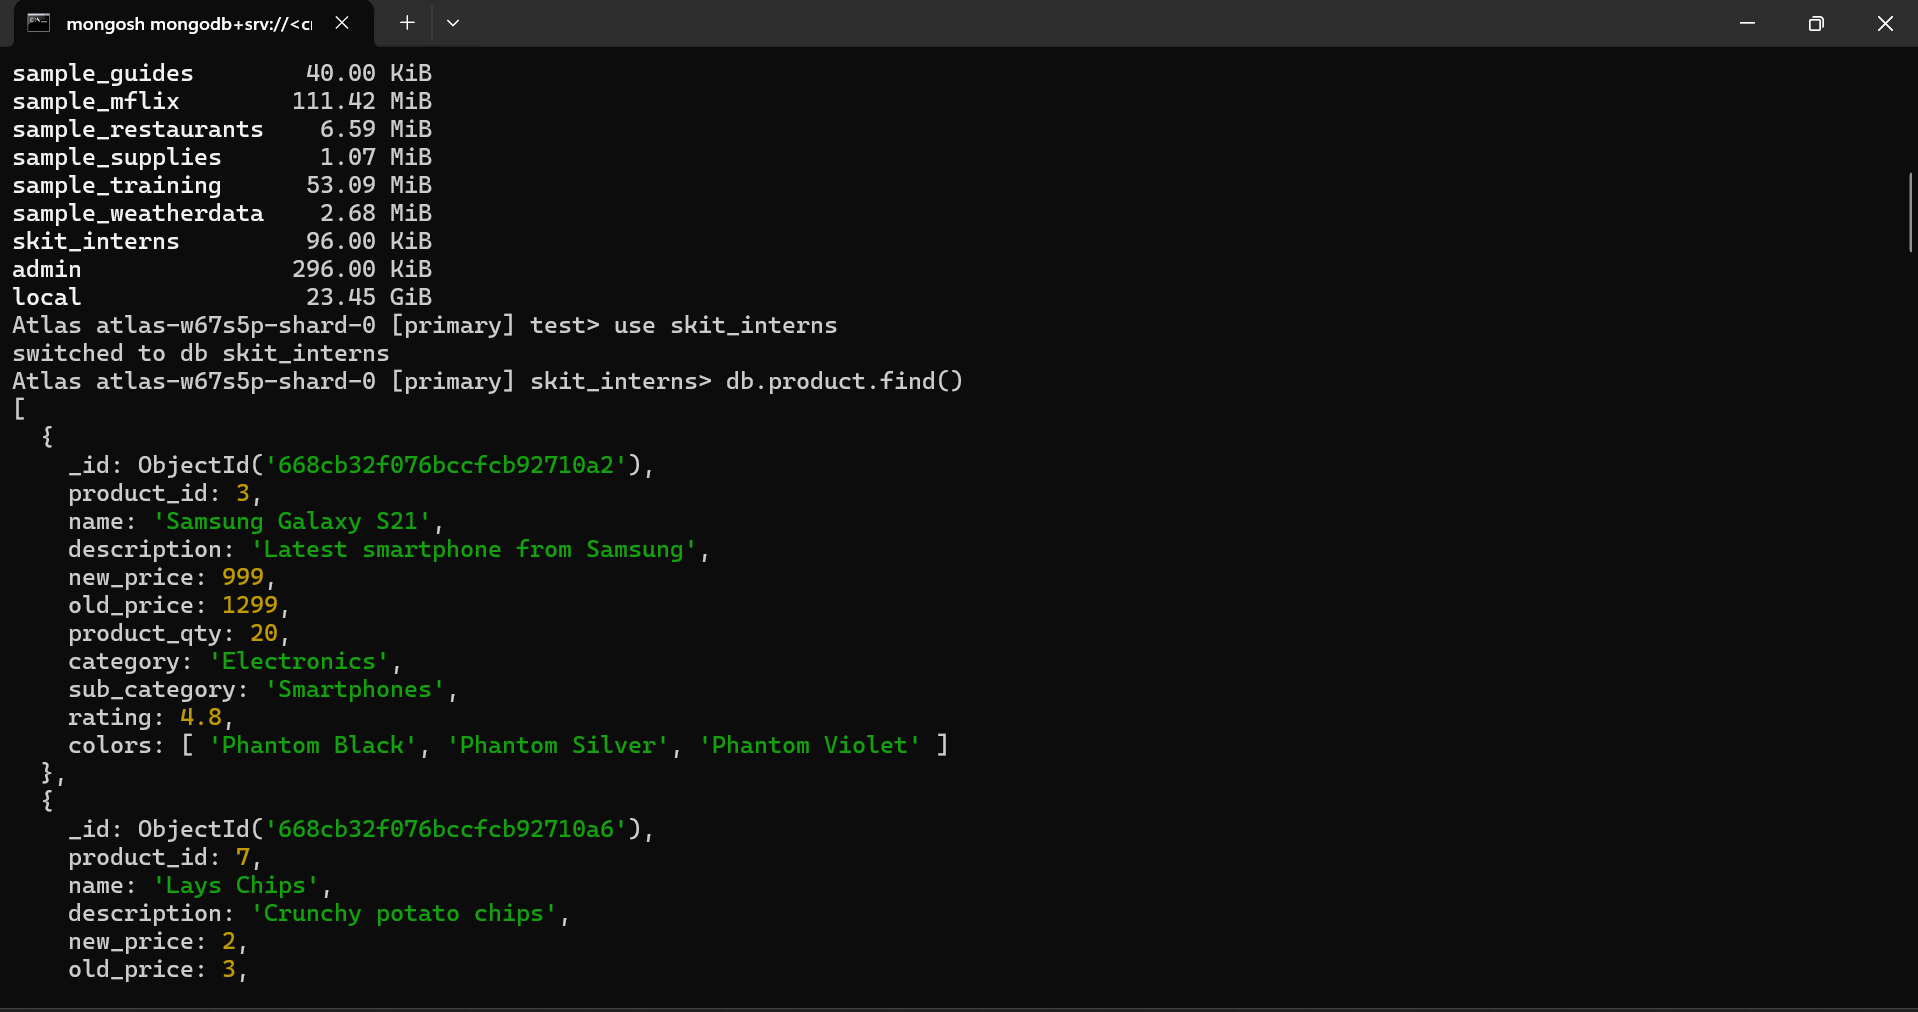 mongosh mongodb+srv://<cr
sample_guides 40.00 KiB
sample_mflix 111.42 MiB
sample_restaurants 6.59 MiB
sample_supplies 1.07 MiB
sample_training 53.09 MiB
sample_weatherdata 2.68 MiB
skit_interns 96.00 KiB
admin 296.00 KiB
local 23.45 GiB
Atlas atlas-w67s5p-shard-0 [primary] test> use skit_interns
switched to db skit_interns
Atlas atlas-w67s5p-shard-0 [primary] skit_interns> db.product.find()
[
  {
    _id: ObjectId('668cb32f076bccfcb92710a2'),
    product_id: 3,
    name: 'Samsung Galaxy S21',
    description: 'Latest smartphone from Samsung',
    new_price: 999,
    old_price: 1299,
    product_qty: 20,
    category: 'Electronics',
    sub_category: 'Smartphones',
    rating: 4.8,
    colors: [ 'Phantom Black', 'Phantom Silver', 'Phantom Violet' ]
  },
  {
    _id: ObjectId('668cb32f076bccfcb92710a6'),
    product_id: 7,
    name: 'Lays Chips',
    description: 'Crunchy potato chips',
    new_price: 2,
    old_price: 3,